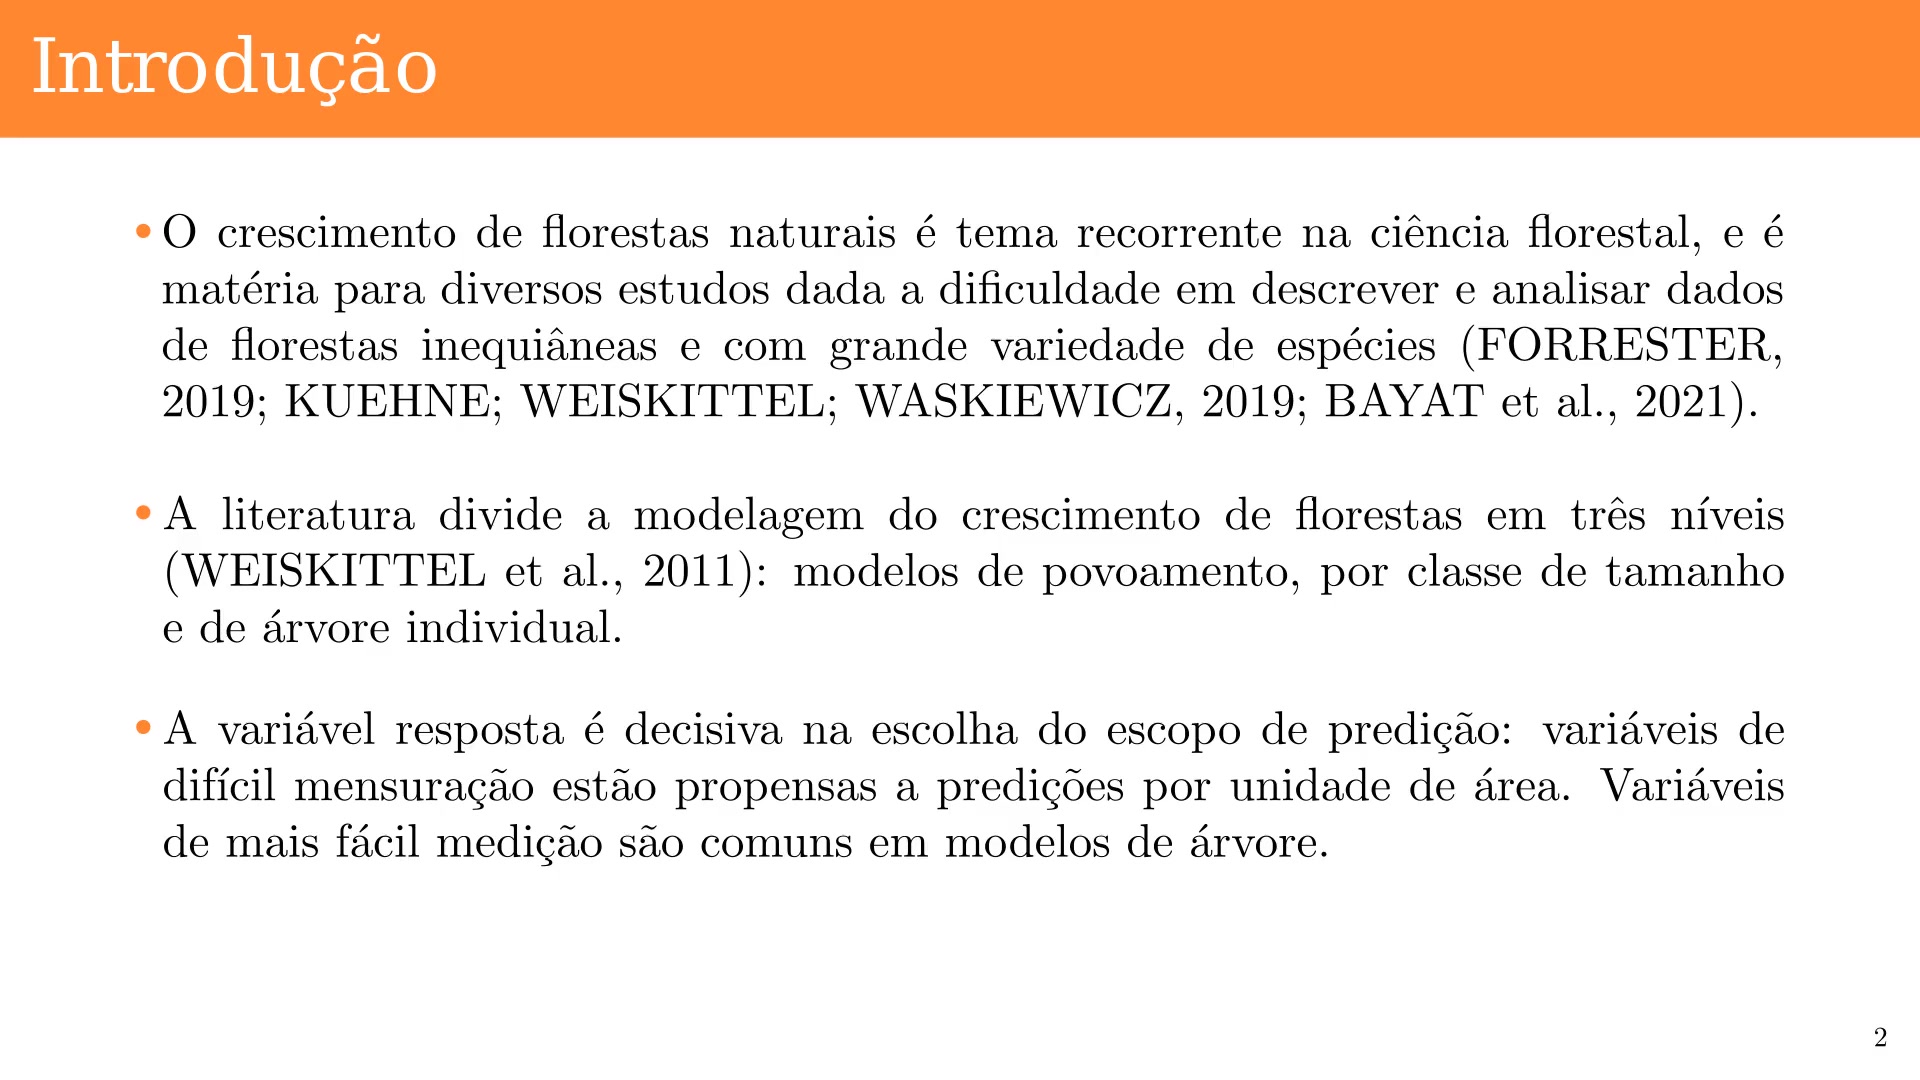 Introdução
• O crescimento de florestas naturais é tema recorrente na ciência florestal, e é
matéria para diversos estudos dada a dificuldade em descrever e analisar dados
de florestas inequiâneas e com grande variedade de espécies (FORRESTER,
2019; KUEHNE; WEISKITTEL; WASKIEWICZ, 2019; BAYAT et al., 2021).
• A literatura divide a modelagem do crescimento de florestas em três níveis
(WEISKITTEL et al., 2011): modelos de povoamento, por classe de tamanho
e de árvore individual.
• A variável resposta é decisiva na escolha do escopo de predição: variáveis de
difícil mensuração estão propensas a predições por unidade de área. Variáveis
de mais fácil medição são comuns em modelos de árvore.
2